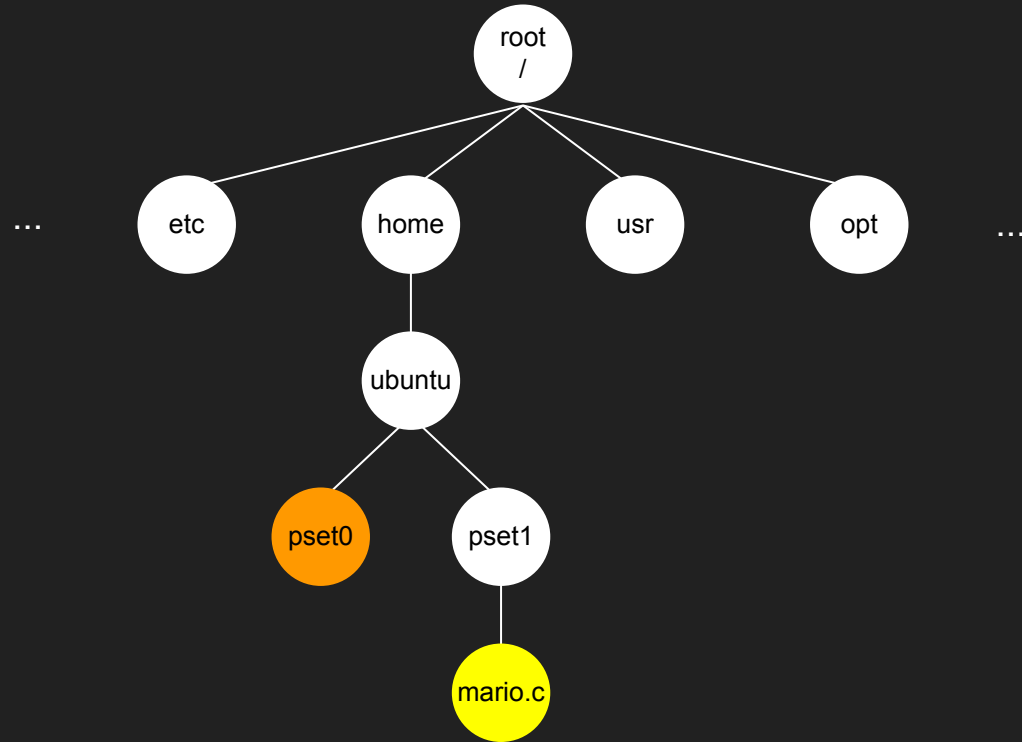 root
/
...
etc
home
usr
opt
...
ubuntu
pset0
pset1
mario.c